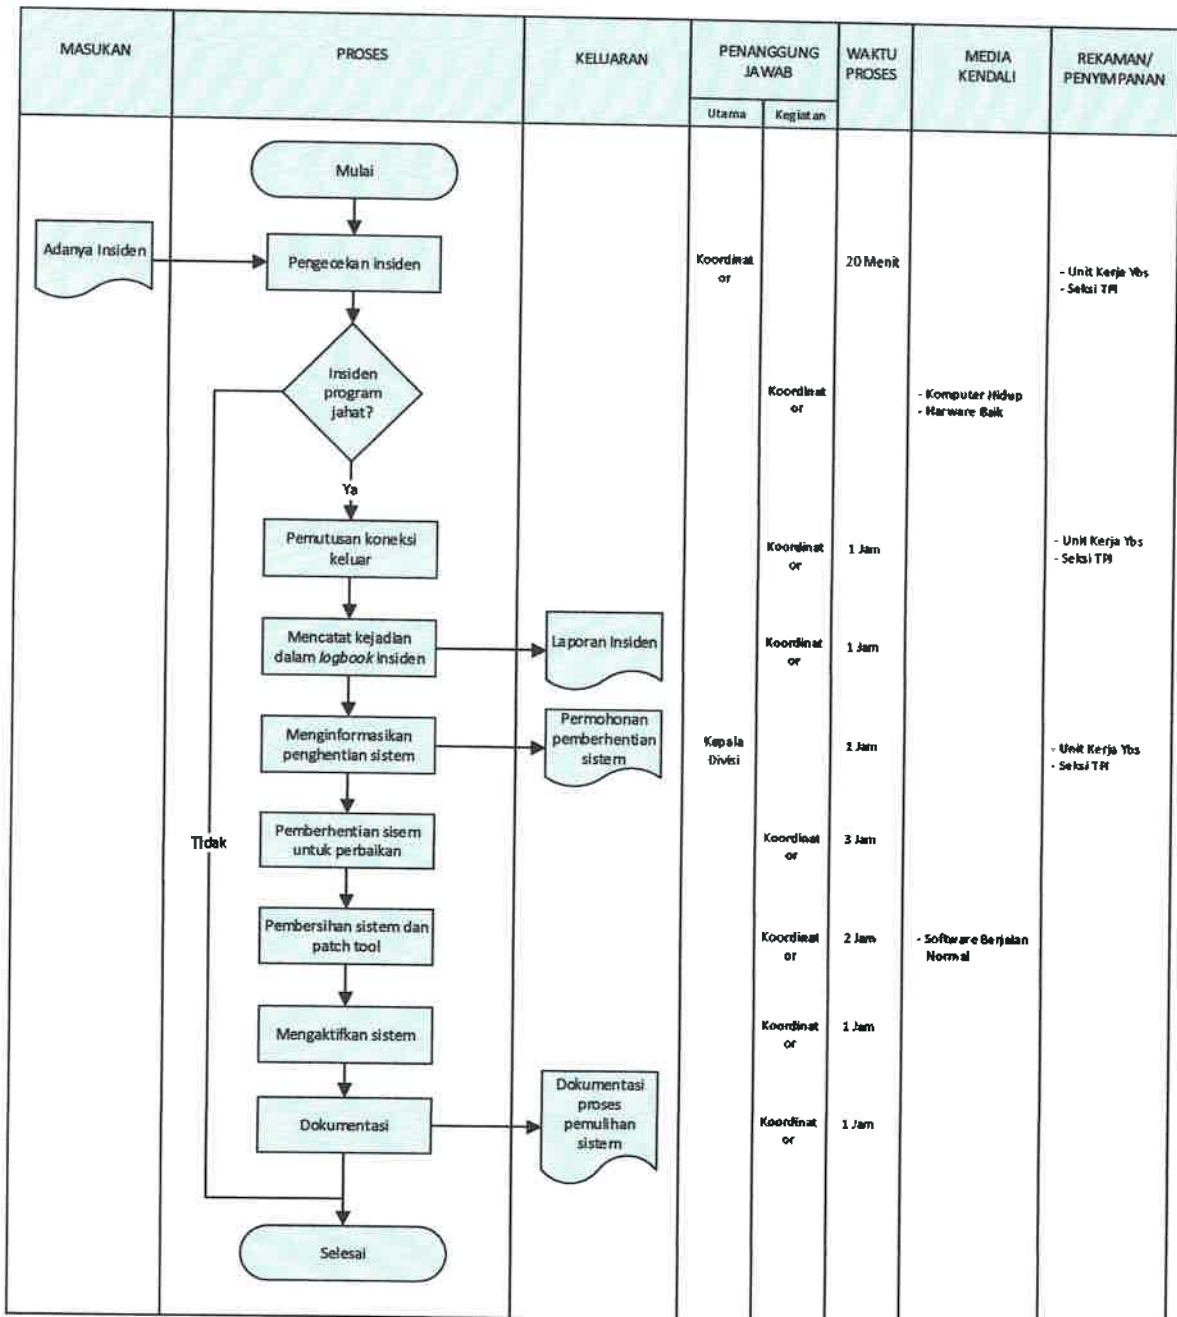 MASUKAN
PROSES
KELUARAN
PENANGGUNG
JAWAB
WAKTU
PROSES
MEDIA
KENDALI
REKAMAN/
PENYIMPANAN
Utama
Kegiatan
Mulai
Adanya Insiden
Pengecekan insiden
Koordinat
or
20 Menit
- Unit Kerja Ybs
- Seksi TPI
Insiden
program
jahat?
Koordinat
or
- Komputer Hidup
- Harware Baik
Ya
Pemutusan koneksi
keluar
Koordinat
or
1 Jam
- Unit Kerja Ybs
- Seksi TPI
Mencatat kejadian
dalam logbook insiden
Laporan Insiden
Koordinat
or
1 Jam
Menginformasikan
penghentian sistem
Permohonan
pemberhentian
sistem
Kepala
Divisi
1 Jam
- Unit Kerja Ybs
- Seksi TPI
Tidak
Pemberhentian sisem
untuk perbaikan
Koordinat
or
3 Jam
Pembersihan sistem dan
patch tool
Koordinat
or
2 Jam
- Software Berjalan
Normal
Mengaktifkan sistem
Koordinat
or
1 Jam
Dokumentasi
Dokumentasi
proses
pemulihan
sistem
Koordinat
or
1 Jam
Selesai